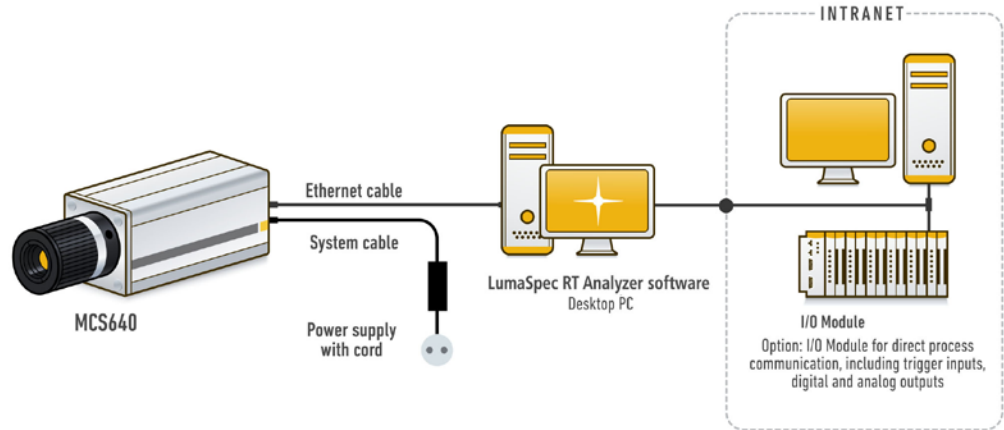 INTRANET
Ethernet cable
System cable
MCS640
Power supply
with cord
LumaSpec RT Analyzer software
Desktop PC
I/O Module
Option: I/O Module for direct process
communication, including trigger inputs,
digital and analog outputs